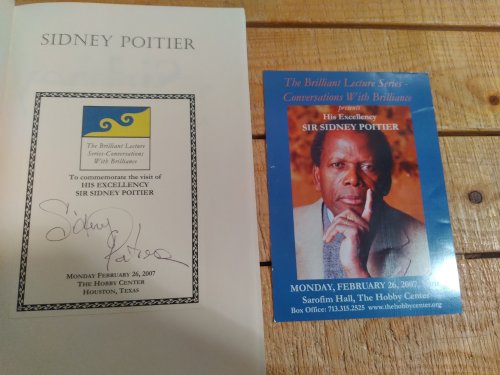 SIDNEY POITIER
The Brilliant Lecture
Series-Conversations
With Brilliance
To commemorate the visit of
HIS EXCELLENCY
SIR SIDNEY POITIER
Sidney
Poitier
MONDAY FEBRUARY 26, 2007
THE HOBBY CENTER
HOUSTON, TEXAS
The Brilliant Lecture Series -
Conversations With Brilliance
presents
His Excellency
SIR SIDNEY POITIER
MONDAY, FEBRUARY 26, 2007,
Sarofim Hall, The Hobby Center
Box Office: 713.315.2525 www.thehobbycenter.org